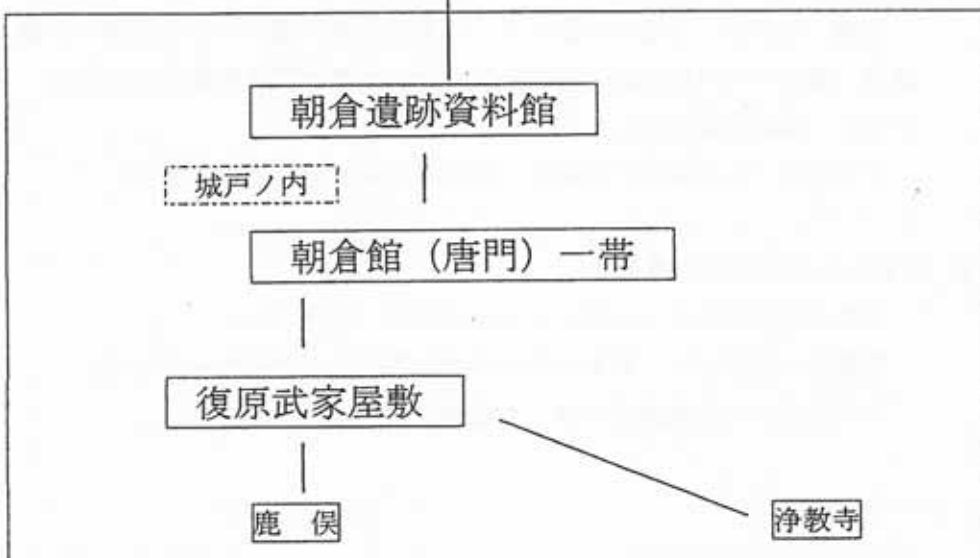 朝倉遺跡資料館
城戸ノ内
朝倉館（唐門）一帯
復原武家屋敷
鹿　俣
浄教寺